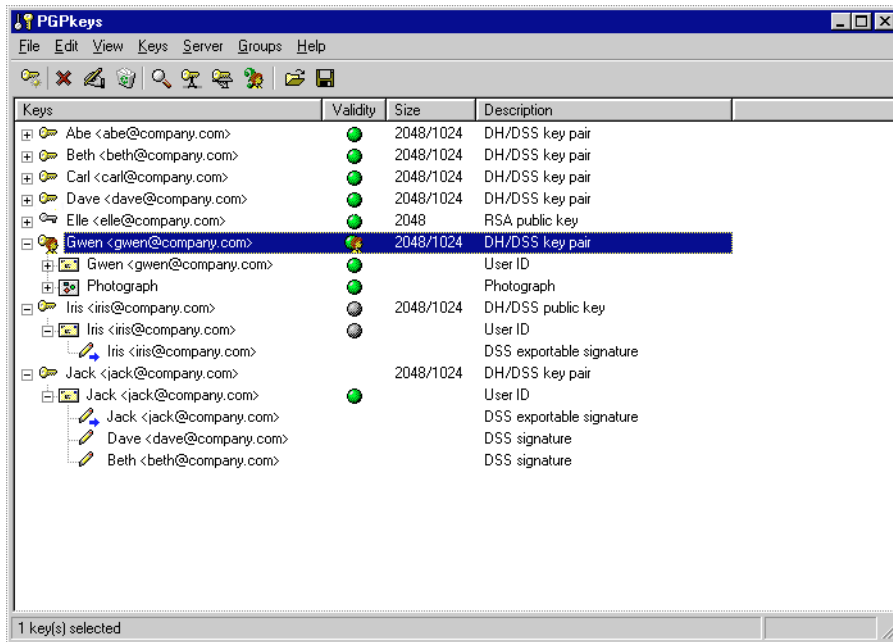 PGPkeys
File Edit View Keys Server Groups Help
Keys Validity Size Description
Abe <abe@company.com> 2048/1024 DH/DSS key pair
Beth <beth@company.com> 2048/1024 DH/DSS key pair
Carl <carl@company.com> 2048/1024 DH/DSS key pair
Dave <dave@company.com> 2048/1024 DH/DSS key pair
Elle <elle@company.com> 2048 RSA public key
Gwen <gwen@company.com> 2048/1024 DH/DSS key pair
Gwen <gwen@company.com> User ID
Photograph Photograph
Iris <iris@company.com> 2048/1024 DH/DSS public key
Iris <iris@company.com> User ID
Iris <iris@company.com> DSS exportable signature
Jack <jack@company.com> 2048/1024 DH/DSS key pair
Jack <jack@company.com> User ID
Jack <jack@company.com> DSS exportable signature
Dave <dave@company.com> DSS signature
Beth <beth@company.com> DSS signature
1 key(s) selected